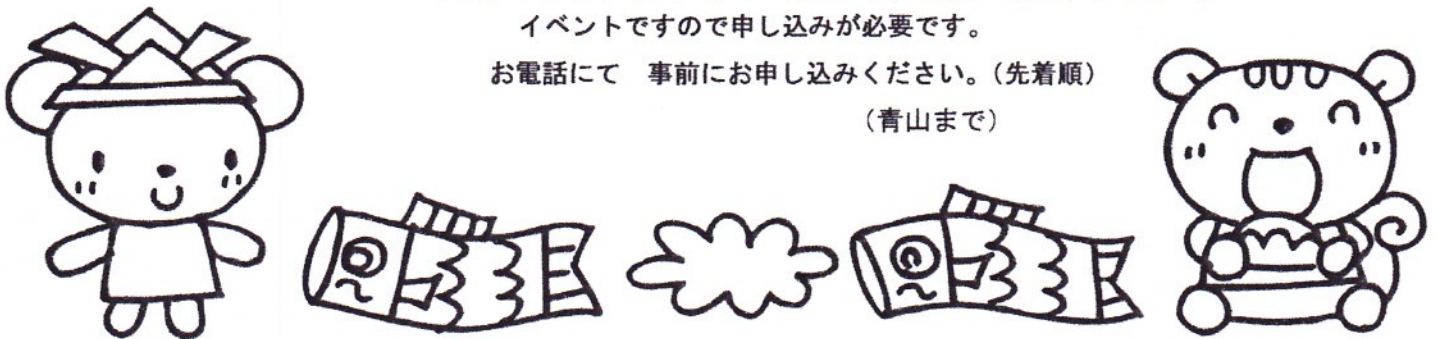 イベントですので申し込みが必要です。
お電話にて　事前にお申し込みください。（先着順）
（青山まで）